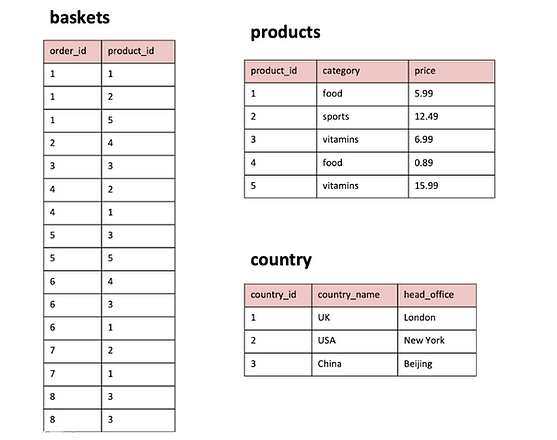 baskets
order_id product_id
1 1
1 2
1 5
2 4
3 3
4 2
4 1
5 3
5 5
6 4
6 3
6 1
7 2
7 1
8 3
8 3
products
product_id category price
1 food 5.99
2 sports 12.49
3 vitamins 6.99
4 food 0.89
5 vitamins 15.99
country
country_id country_name head_office
1 UK London
2 USA New York
3 China Beijing